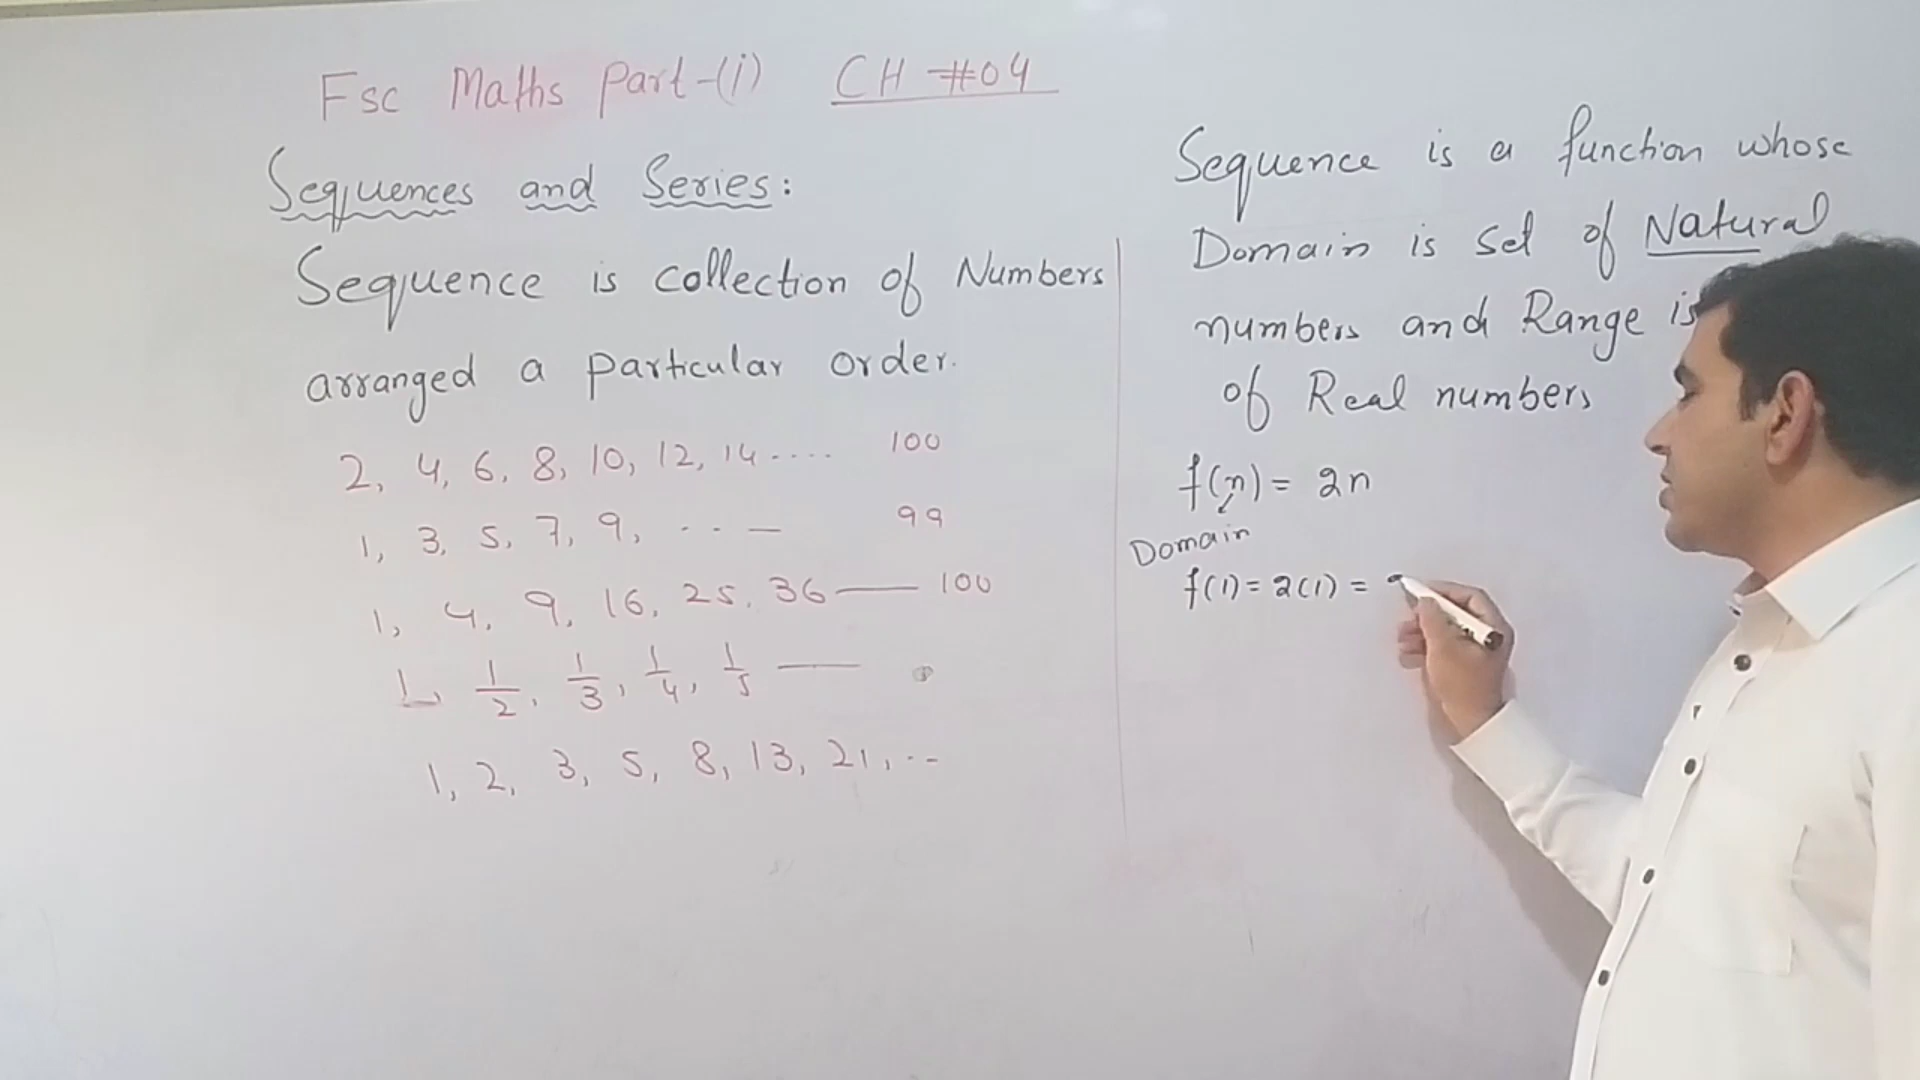 Fsc Maths Part-(i) CH #04
Sequences and Series:
Sequence is collection of Numbers
arranged a particular order.
2, 4, 6, 8, 10, 12, 14 .... 100
1, 3, 5, 7, 9, ... — 99
1, 4, 9, 16, 25, 36 —— 100
1, 1/2, 1/3, 1/4, 1/5 ——
1, 2, 3, 5, 8, 13, 21, ...
Sequence is a function whose
Domain is set of Natural
numbers and Range is
of Real numbers
f(n) = 2n
Domain
f(1) = 2(1) =